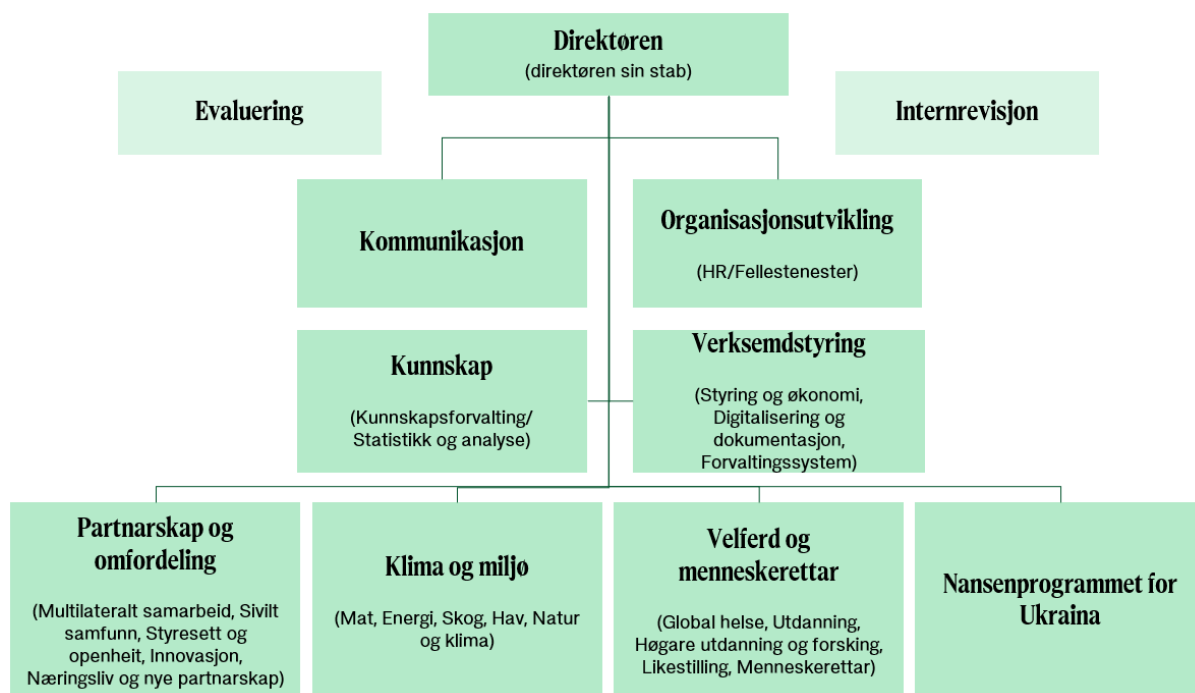 Direktøren
(direktøren sin stab)
Evaluering
Internrevisjon
Kommunikasjon
Organisasjonsutvikling
(HR/Fellestenester)
Kunnskap
(Kunnskapsforvalting/
Statistikk og analyse)
Verksemdstyring
(Styring og økonomi,
Digitalisering og
dokumentasjon,
Forvaltingssystem)
Partnarskap og
omfordeling
(Multilateralt samarbeid, Sivilt
samfunn, Styresett og
openheit, Innovasjon,
Næringsliv og nye partnarskap)
Klima og miljø
(Mat, Energi, Skog, Hav, Natur
og klima)
Velferd og
menneskerettar
(Global helse, Utdanning,
Høgare utdanning og forsking,
Likestilling, Menneskerettar)
Nansenprogrammet for
Ukraina